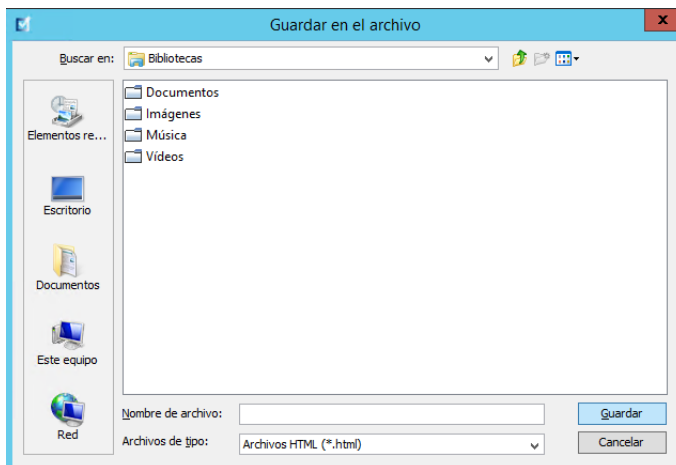 Guardar en el archivo
x
Buscar en: Bibliotecas
Elementos re...
Escritorio
Documentos
Este equipo
Red
Documentos
Imágenes
Música
Vídeos
Nombre de archivo:
Guardar
Archivos de tipo: Archivos HTML (*.html)
Cancelar